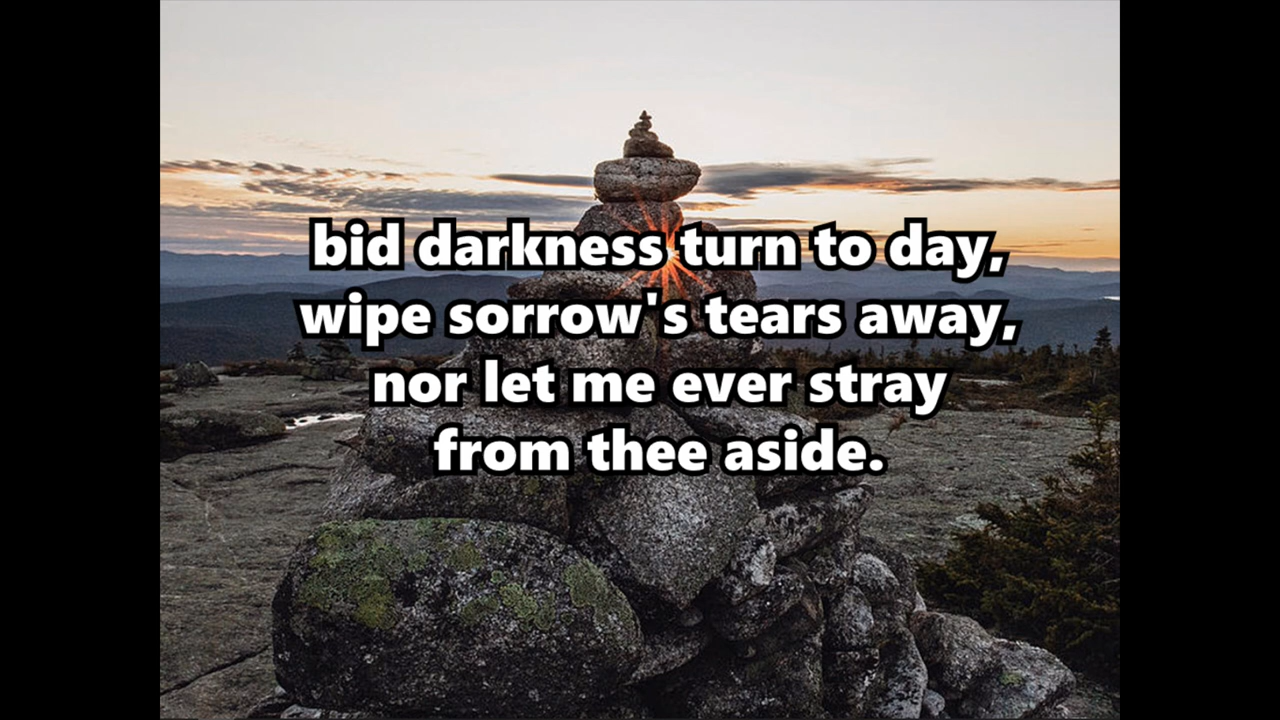 bid darkness turn to day,
wipe sorrow's tears away,
nor let me ever stray
from thee aside.